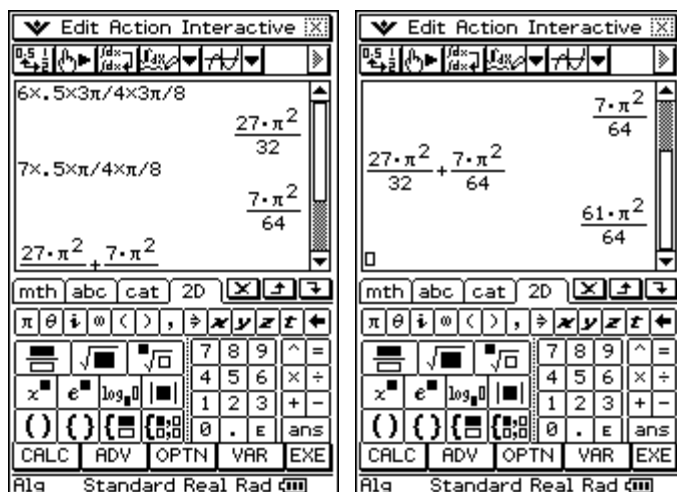 Edit Action Interactive
6×.5×3π/4×3π/8
27·π²
32
7×.5×π/4×π/8
7·π²
64
27·π² + 7·π²
mth abc cat 2D
π θ i ∞ ( ) , ⇒ x y z t ←
7 8 9 ^ =
4 5 6 × ÷
1 2 3 + −
0 . E ans
CALC ADV OPTN VAR EXE
Alg Standard Real Rad
Edit Action Interactive
7·π²
64
27·π² + 7·π²
32 64
61·π²
64
mth abc cat 2D
π θ i ∞ ( ) , ⇒ x y z t ←
7 8 9 ^ =
4 5 6 × ÷
1 2 3 + −
0 . E ans
CALC ADV OPTN VAR EXE
Alg Standard Real Rad